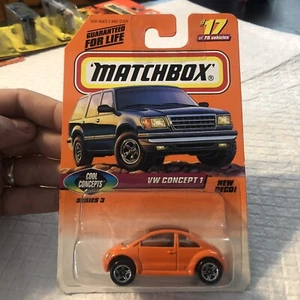 GUARANTEED
FOR LIFE
#17
of 75 vehicles
MATCHBOX®
VW CONCEPT 1
COOL
CONCEPTS
SERIES 3
NEW
DECO!